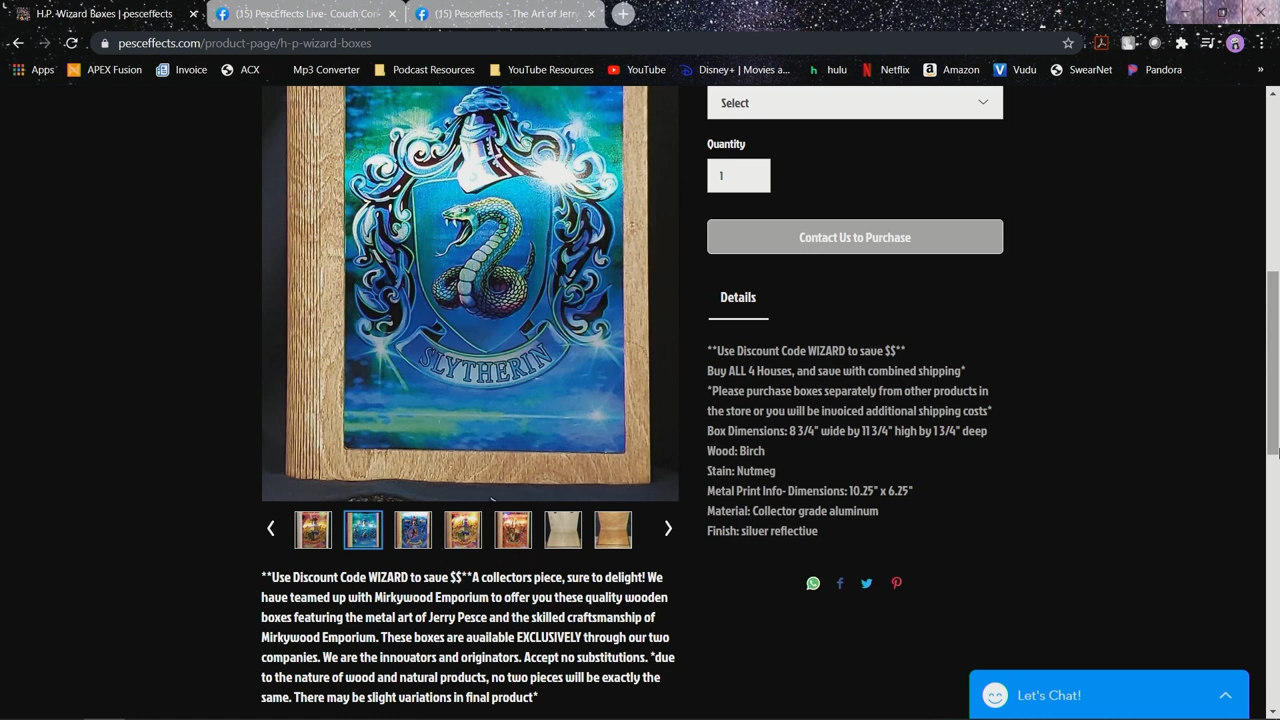 H.P. Wizard Boxes | pesceffects
(15) PescEffects Live- Couch Con
(15) Pesceffects - The Art of Jerry
pesceffects.com/product-page/h-p-wizard-boxes
Apps APEX Fusion Invoice ACX Mp3 Converter Podcast Resources YouTube Resources YouTube Disney+ | Movies a... hulu Netflix Amazon Vudu SwearNet Pandora
SLYTHERIN
Select
Quantity
1
Contact Us to Purchase
Details
**Use Discount Code WIZARD to save $$**
Buy ALL 4 Houses, and save with combined shipping*
*Please purchase boxes separately from other products in
the store or you will be invoiced additional shipping costs*
Box Dimensions: 8 3/4" wide by 11 3/4" high by 1 3/4" deep
Wood: Birch
Stain: Nutmeg
Metal Print Info- Dimensions: 10.25" x 6.25"
Material: Collector grade aluminum
Finish: silver reflective
**Use Discount Code WIZARD to save $$**A collectors piece, sure to delight! We
have teamed up with Mirkywood Emporium to offer you these quality wooden
boxes featuring the metal art of Jerry Pesce and the skilled craftsmanship of
Mirkywood Emporium. These boxes are available EXCLUSIVELY through our two
companies. We are the innovators and originators. Accept no substitutions. *due
to the nature of wood and natural products, no two pieces will be exactly the
same. There may be slight variations in final product*
Let's Chat!